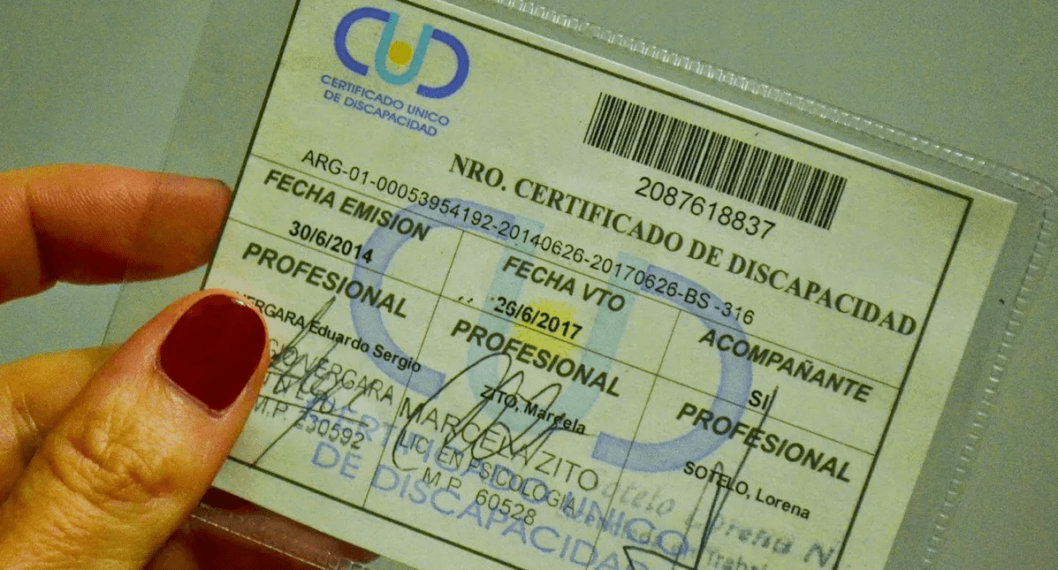 CUD
CERTIFICADO UNICO
DE DISCAPACIDAD
2087618837
NRO. CERTIFICADO DE DISCAPACIDAD
ARG-01-00053954192-20140626-20170626-BS -316
FECHA EMISION
30/6/2014
FECHA VTO
26/6/2017
ACOMPAÑANTE
SI
PROFESIONAL
Eduardo Sergio
PROFESIONAL
ZITO, Marcela
PROFESIONAL
SOTELO, Lorena
M.P. 230592
MARCELA ZITO
LIC. EN PSICOLOGIA
M.P. 60528
CERTIFICADO UNICO
DE DISCAPACIDAD